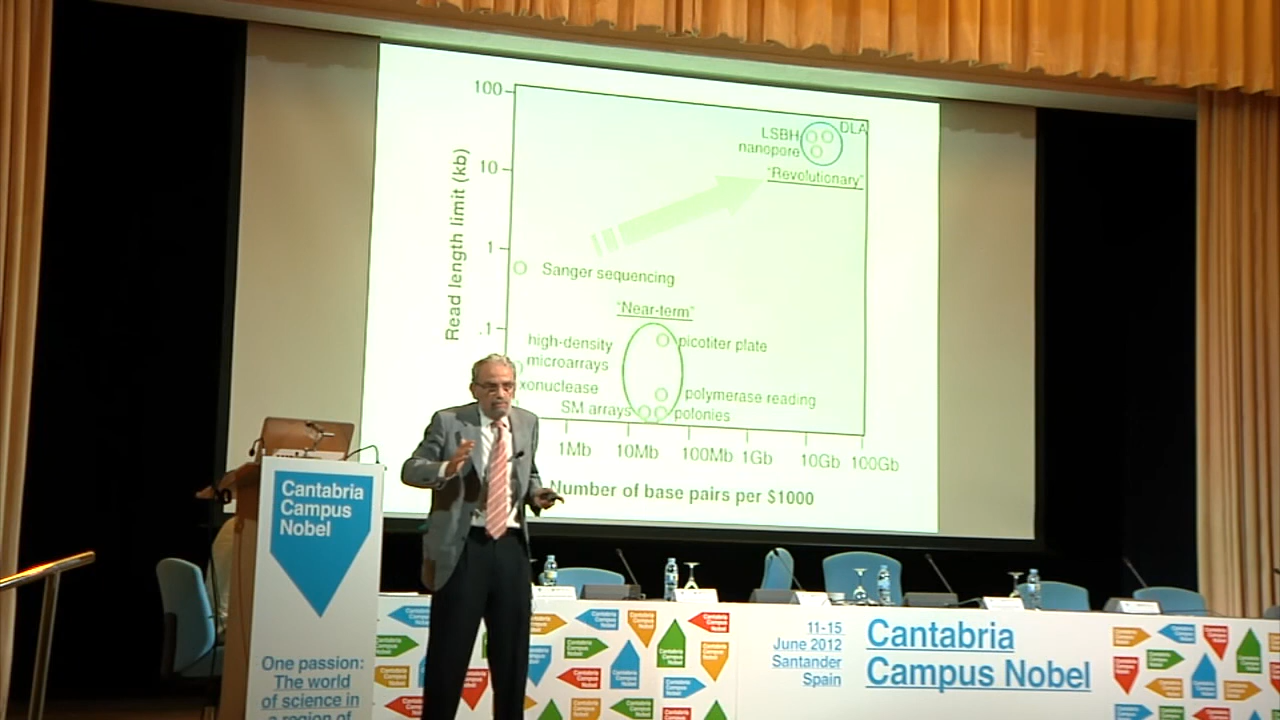 100
10
1
.1
Read length limit (kb)
LSBH
DLA
nanopore
"Revolutionary"
Sanger sequencing
"Near-term"
high-density
microarrays
picotiter plate
xonuclease
polymerase reading
SM arrays
polonies
1Mb
10Mb
100Mb
1Gb
10Gb
100Gb
Number of base pairs per $1000
Cantabria
Campus
Nobel
One passion:
The world
of science in
a region of
11-15
June 2012
Santander
Spain
Cantabria
Campus Nobel